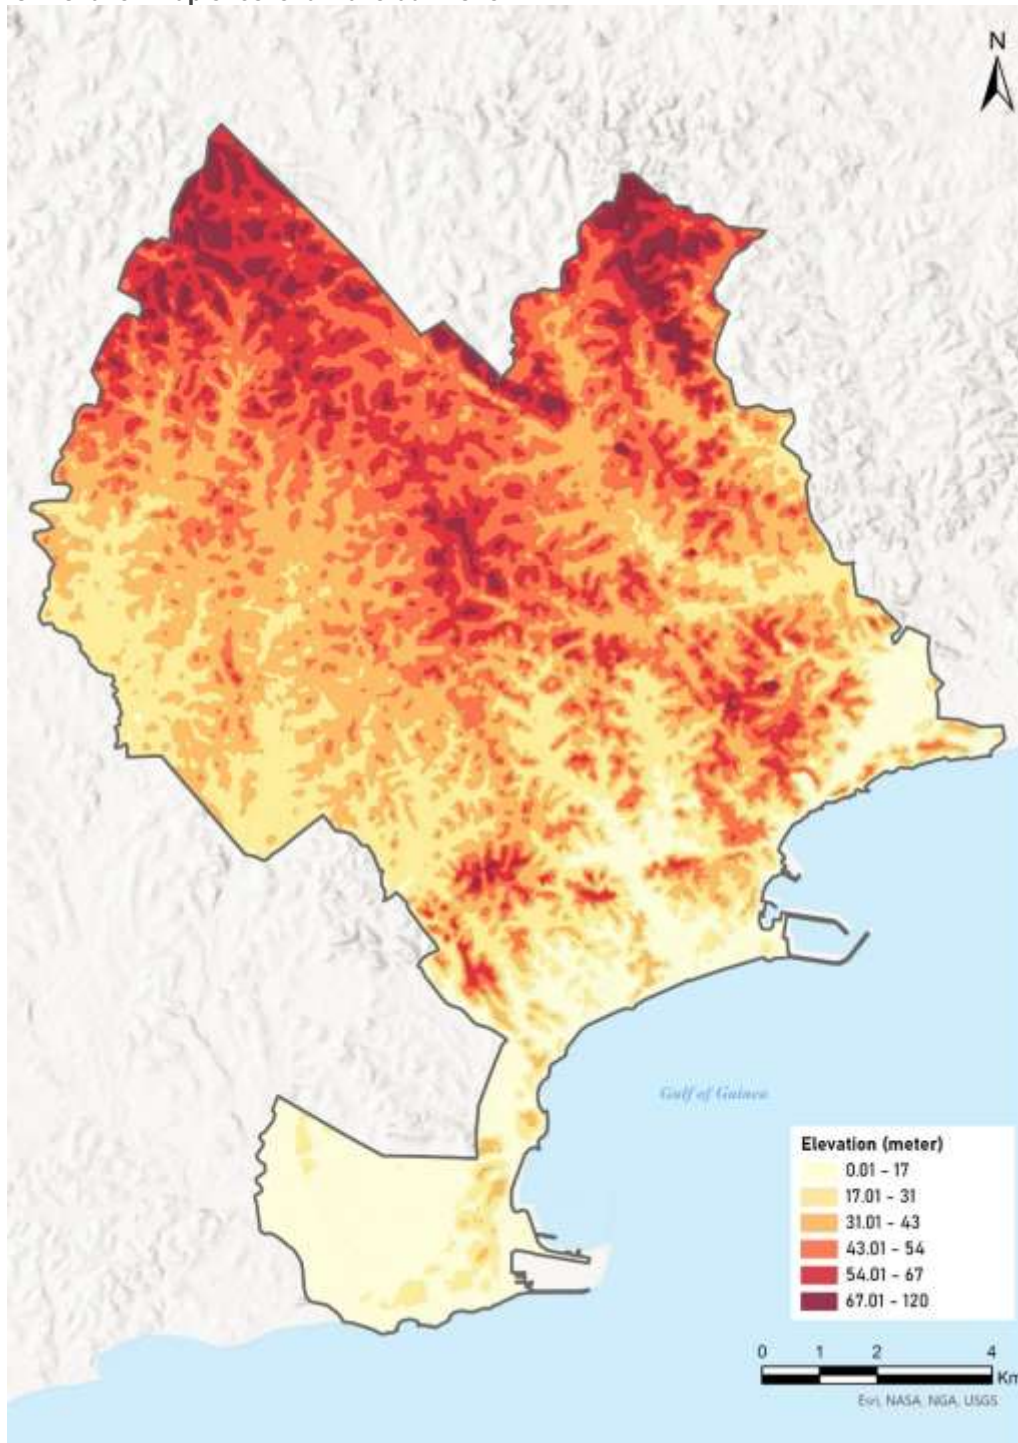 N
Gulf of Guinea
Elevation (meter)
0.01 - 17
17.01 - 31
31.01 - 43
43.01 - 54
54.01 - 67
67.01 - 120
0 1 2 4
Km
Esri, NASA, NGA, USGS